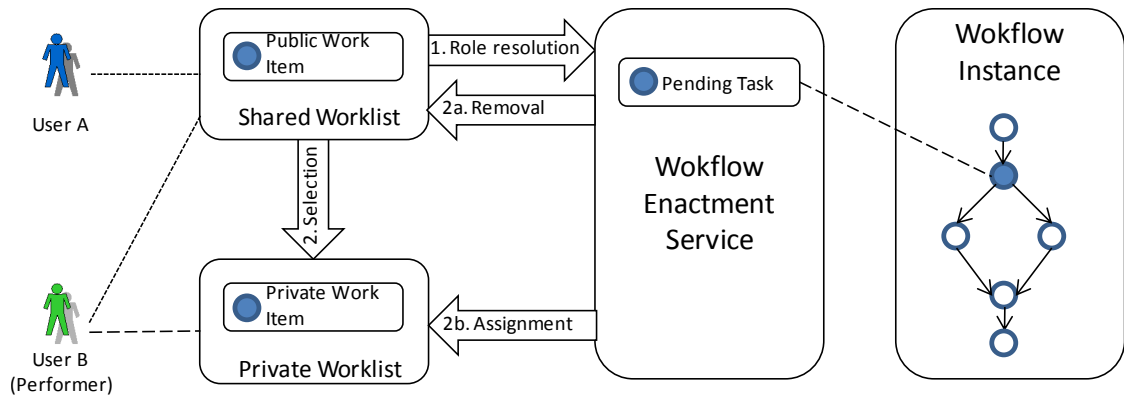 User A
User B
(Performer)
Public Work
Item
Shared Worklist
1. Role resolution
2a. Removal
2. Selection
Private Work
Item
Private Worklist
2b. Assignment
Pending Task
Wokflow
Enactment
Service
Wokflow
Instance